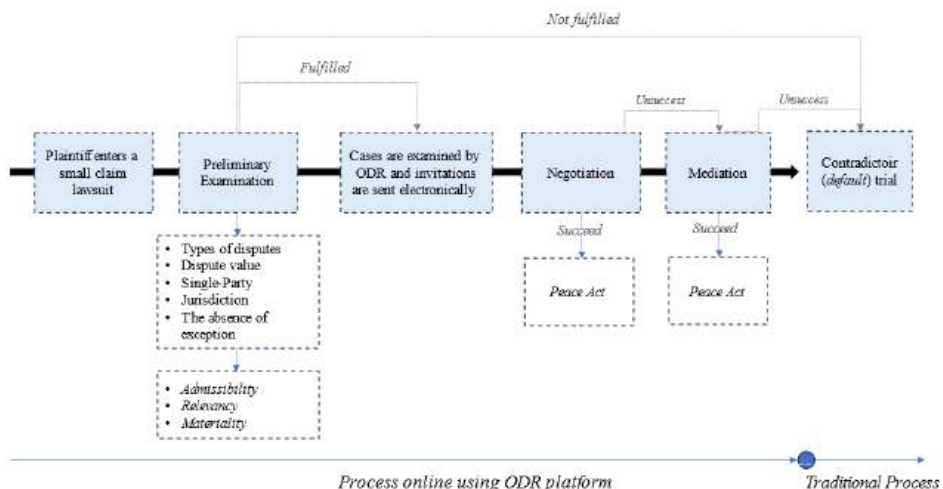 Not fulfilled
Fulfilled
Unsuccess
Unsuccess
Plaintiff enters a
small claim
lawsuit
Preliminary
Examination
Cases are examined by
ODR and invitations
are sent electronically
Negotiation
Mediation
Contradictoir
(default) trial
Succeed
Succeed
• Types of disputes
• Dispute value
• Single-Party
• Jurisdiction
• The absence of
exception
Peace Act
Peace Act
• Admissibility
• Relevancy
• Materiality
Process online using ODR platform
Traditional Process